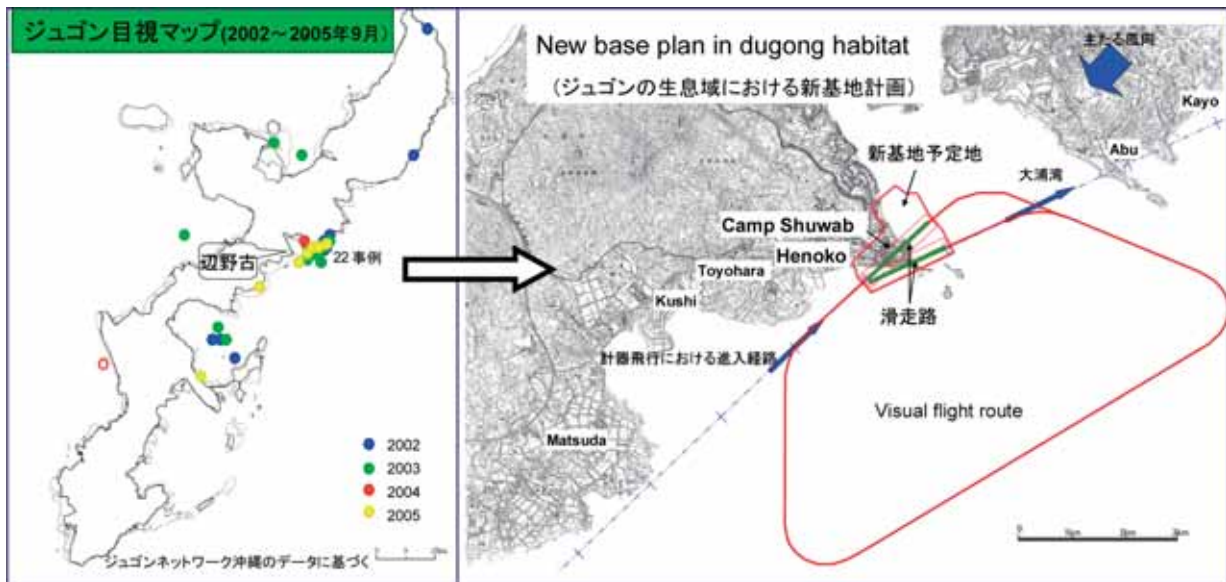 ジュゴン目視マップ(2002～2005年9月)
辺野古
22事例
2002
2003
2004
2005
ジュゴンネットワーク沖縄のデータに基づく
New base plan in dugong habitat
（ジュゴンの生息域における新基地計画）
主たる風向
Kayo
Abu
新基地予定地
大浦湾
Camp Shuwab
Henoko
Toyohara
Kushi
滑走路
計器飛行における進入経路
Visual flight route
Matsuda
0